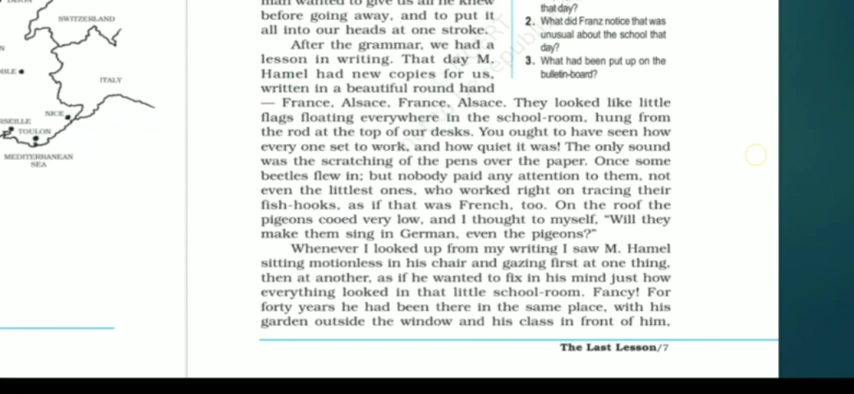 SWITZERLAND
ITALY
NICE
TOULON
MEDITERRANEAN
SEA
before going away, and to put it
all into our heads at one stroke.
After the grammar, we had a
lesson in writing. That day M.
Hamel had new copies for us,
written in a beautiful round hand
— France, Alsace, France, Alsace. They looked like little
flags floating everywhere in the school-room, hung from
the rod at the top of our desks. You ought to have seen how
every one set to work, and how quiet it was! The only sound
was the scratching of the pens over the paper. Once some
beetles flew in; but nobody paid any attention to them, not
even the littlest ones, who worked right on tracing their
fish-hooks, as if that was French, too. On the roof the
pigeons cooed very low, and I thought to myself, “Will they
make them sing in German, even the pigeons?”
Whenever I looked up from my writing I saw M. Hamel
sitting motionless in his chair and gazing first at one thing,
then at another, as if he wanted to fix in his mind just how
everything looked in that little school-room. Fancy! For
forty years he had been there in the same place, with his
garden outside the window and his class in front of him,
that day?
2. What did Franz notice that was
unusual about the school that
day?
3. What had been put up on the
bulletin-board?
The Last Lesson/7